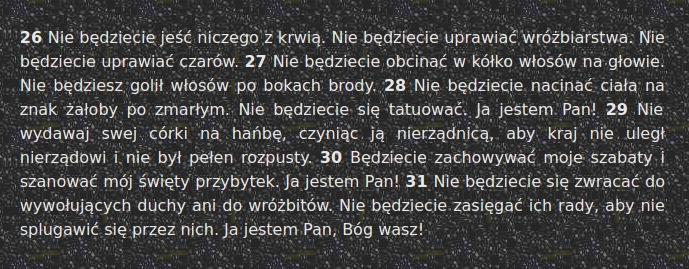 26 Nie będziecie jeść niczego z krwią. Nie będziecie uprawiać wróżbiarstwa. Nie
będziecie uprawiać czarów. 27 Nie będziecie obcinać w kółko włosów na głowie.
Nie będziesz golił włosów po bokach brody. 28 Nie będziecie nacinać ciała na
znak żałoby po zmarłym. Nie będziecie się tatuować. Ja jestem Pan! 29 Nie
wydawaj swej córki na hańbę, czyniąc ją nierządnicą, aby kraj nie uległ
nierządowi i nie był pełen rozpusty. 30 Będziecie zachowywać moje szabaty i
szanować mój święty przybytek. Ja jestem Pan! 31 Nie będziecie się zwracać do
wywołujących duchy ani do wróżbitów. Nie będziecie zasięgać ich rady, aby nie
splugawić się przez nich. Ja jestem Pan, Bóg wasz!